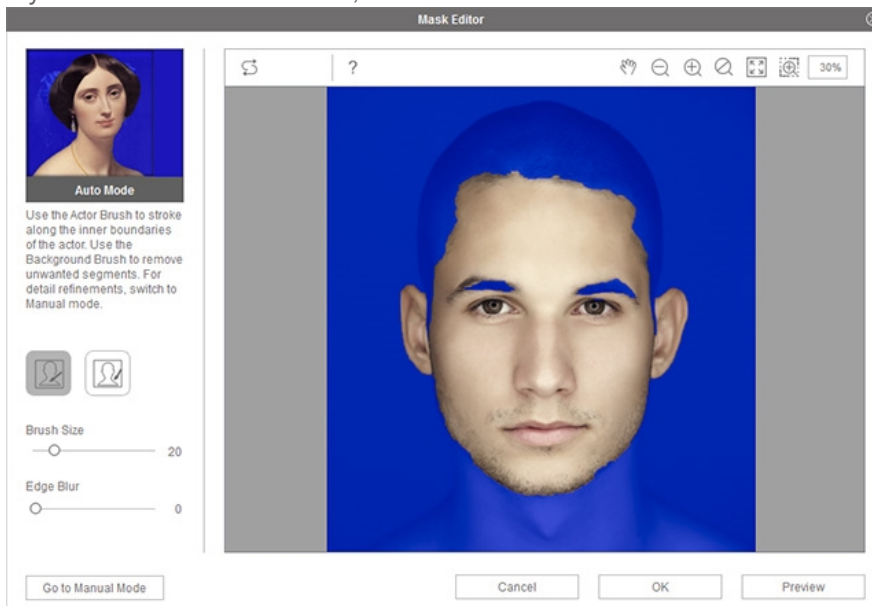 Mask Editor
?
30%
Auto Mode
Use the Actor Brush to stroke
along the inner boundaries
of the actor. Use the
Background Brush to remove
unwanted segments. For
detail refinements, switch to
Manual mode.
Brush Size
20
Edge Blur
0
Go to Manual Mode
Cancel
OK
Preview